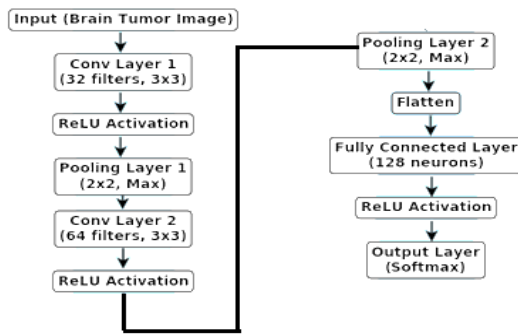 Input (Brain Tumor Image)
Conv Layer 1
(32 filters, 3x3)
ReLU Activation
Pooling Layer 1
(2x2, Max)
Conv Layer 2
(64 filters, 3x3)
ReLU Activation
Pooling Layer 2
(2x2, Max)
Flatten
Fully Connected Layer
(128 neurons)
ReLU Activation
Output Layer
(Softmax)